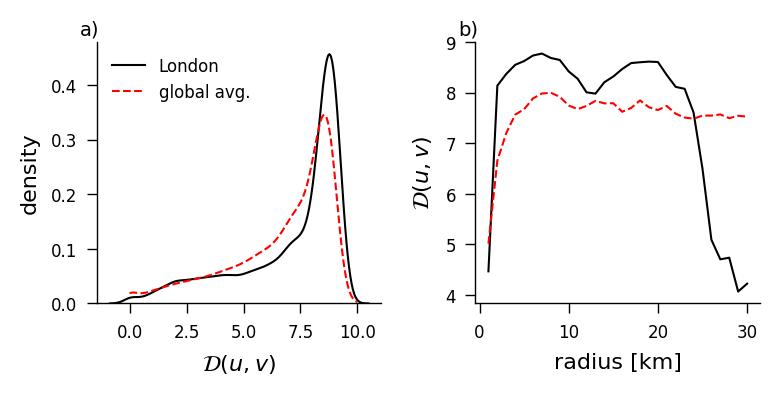 a)
London
global avg.
density
0.4
0.3
0.2
0.1
0.0
0.0 2.5 5.0 7.5 10.0
𝒟(u, v)
b)
𝒟(u, v)
9
8
7
6
5
4
0 10 20 30
radius [km]